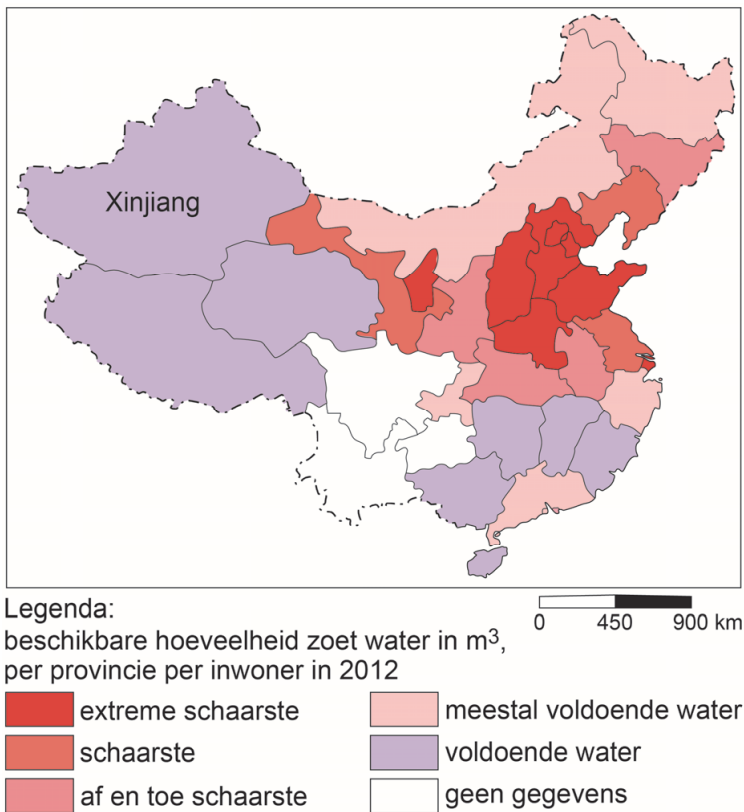 Xinjiang
Legenda:
beschikbare hoeveelheid zoet water in m³,
per provincie per inwoner in 2012
0 450 900 km
extreme schaarste
schaarste
af en toe schaarste
meestal voldoende water
voldoende water
geen gegevens